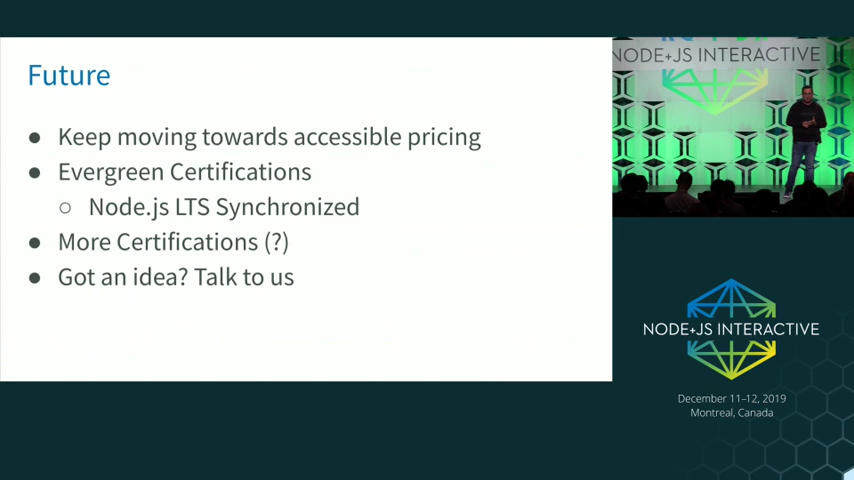 Future
● Keep moving towards accessible pricing
● Evergreen Certifications
○ Node.js LTS Synchronized
● More Certifications (?)
● Got an idea? Talk to us
NODE+JS INTERACTIVE
NODE+JS INTERACTIVE
December 11–12, 2019
Montreal, Canada